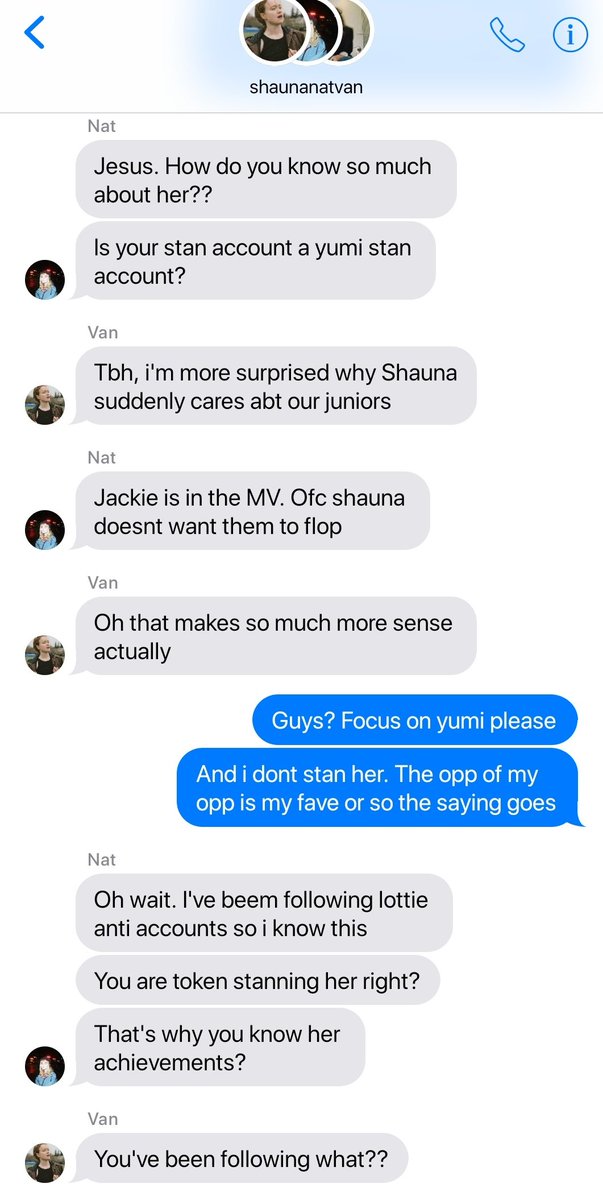 shaunanatvan
Nat
Jesus. How do you know so much
about her??
Is your stan account a yumi stan
account?
Van
Tbh, i'm more surprised why Shauna
suddenly cares abt our juniors
Nat
Jackie is in the MV. Ofc shauna
doesnt want them to flop
Van
Oh that makes so much more sense
actually
Guys? Focus on yumi please
And i dont stan her. The opp of my
opp is my fave or so the saying goes
Nat
Oh wait. I've beem following lottie
anti accounts so i know this
You are token stanning her right?
That's why you know her
achievements?
Van
You've been following what??